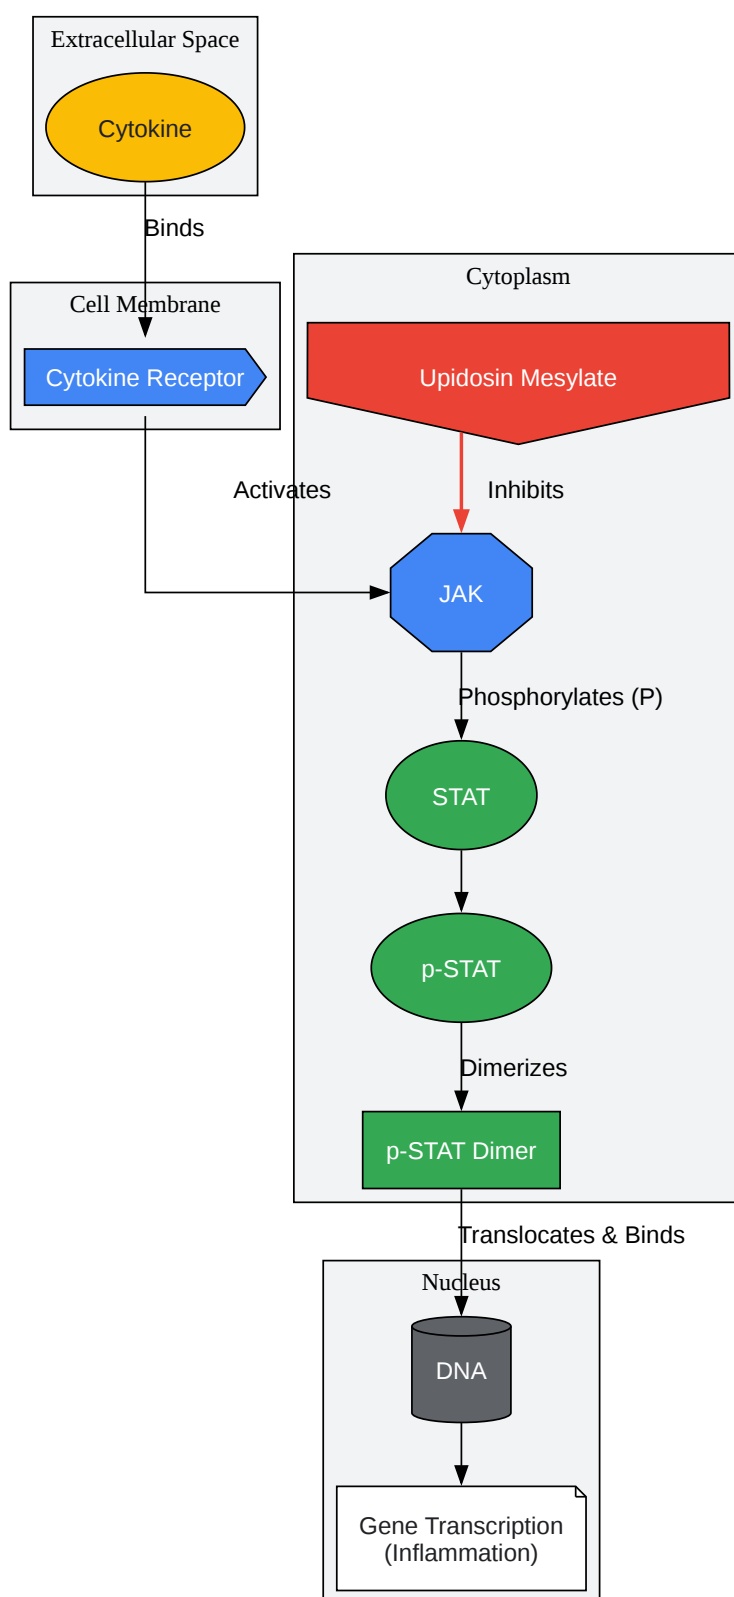 Extracellular Space
Cytokine
Binds
Cell Membrane
Cytokine Receptor
Cytoplasm
Upidosin Mesylate
Activates
Inhibits
JAK
Phosphorylates (P)
STAT
p-STAT
Dimerizes
p-STAT Dimer
Translocates & Binds
Nucleus
DNA
Gene Transcription
(Inflammation)